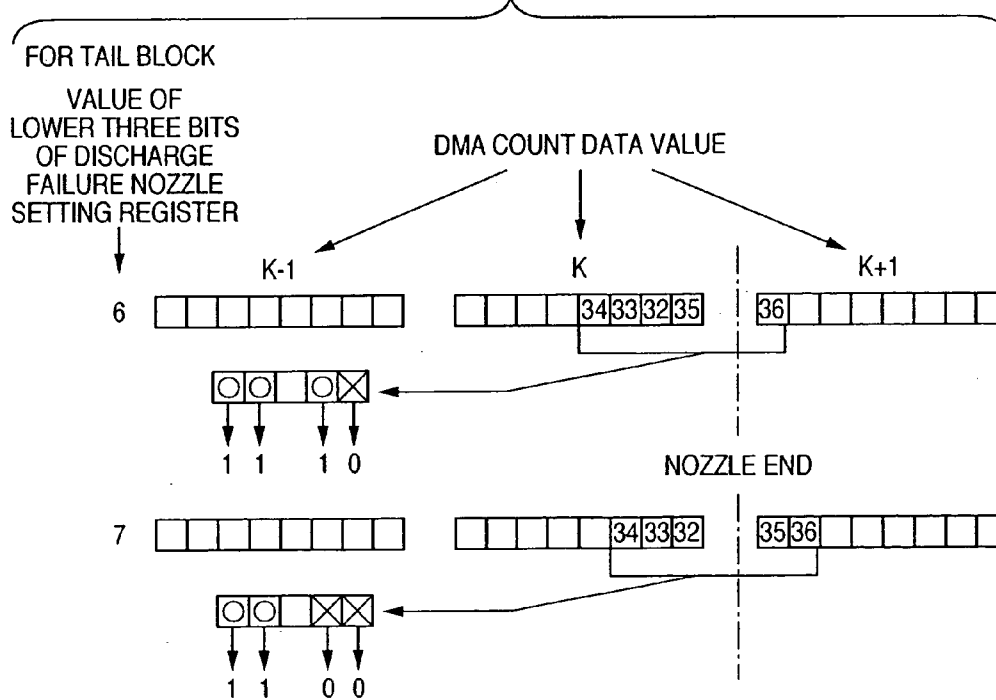 FOR TAIL BLOCK
VALUE OF
LOWER THREE BITS
OF DISCHARGE
FAILURE NOZZLE
SETTING REGISTER
DMA COUNT DATA VALUE
K-1 K K+1
6 34 33 32 35 36
1 1 1 0
NOZZLE END
7 34 33 32 35 36
1 1 0 0